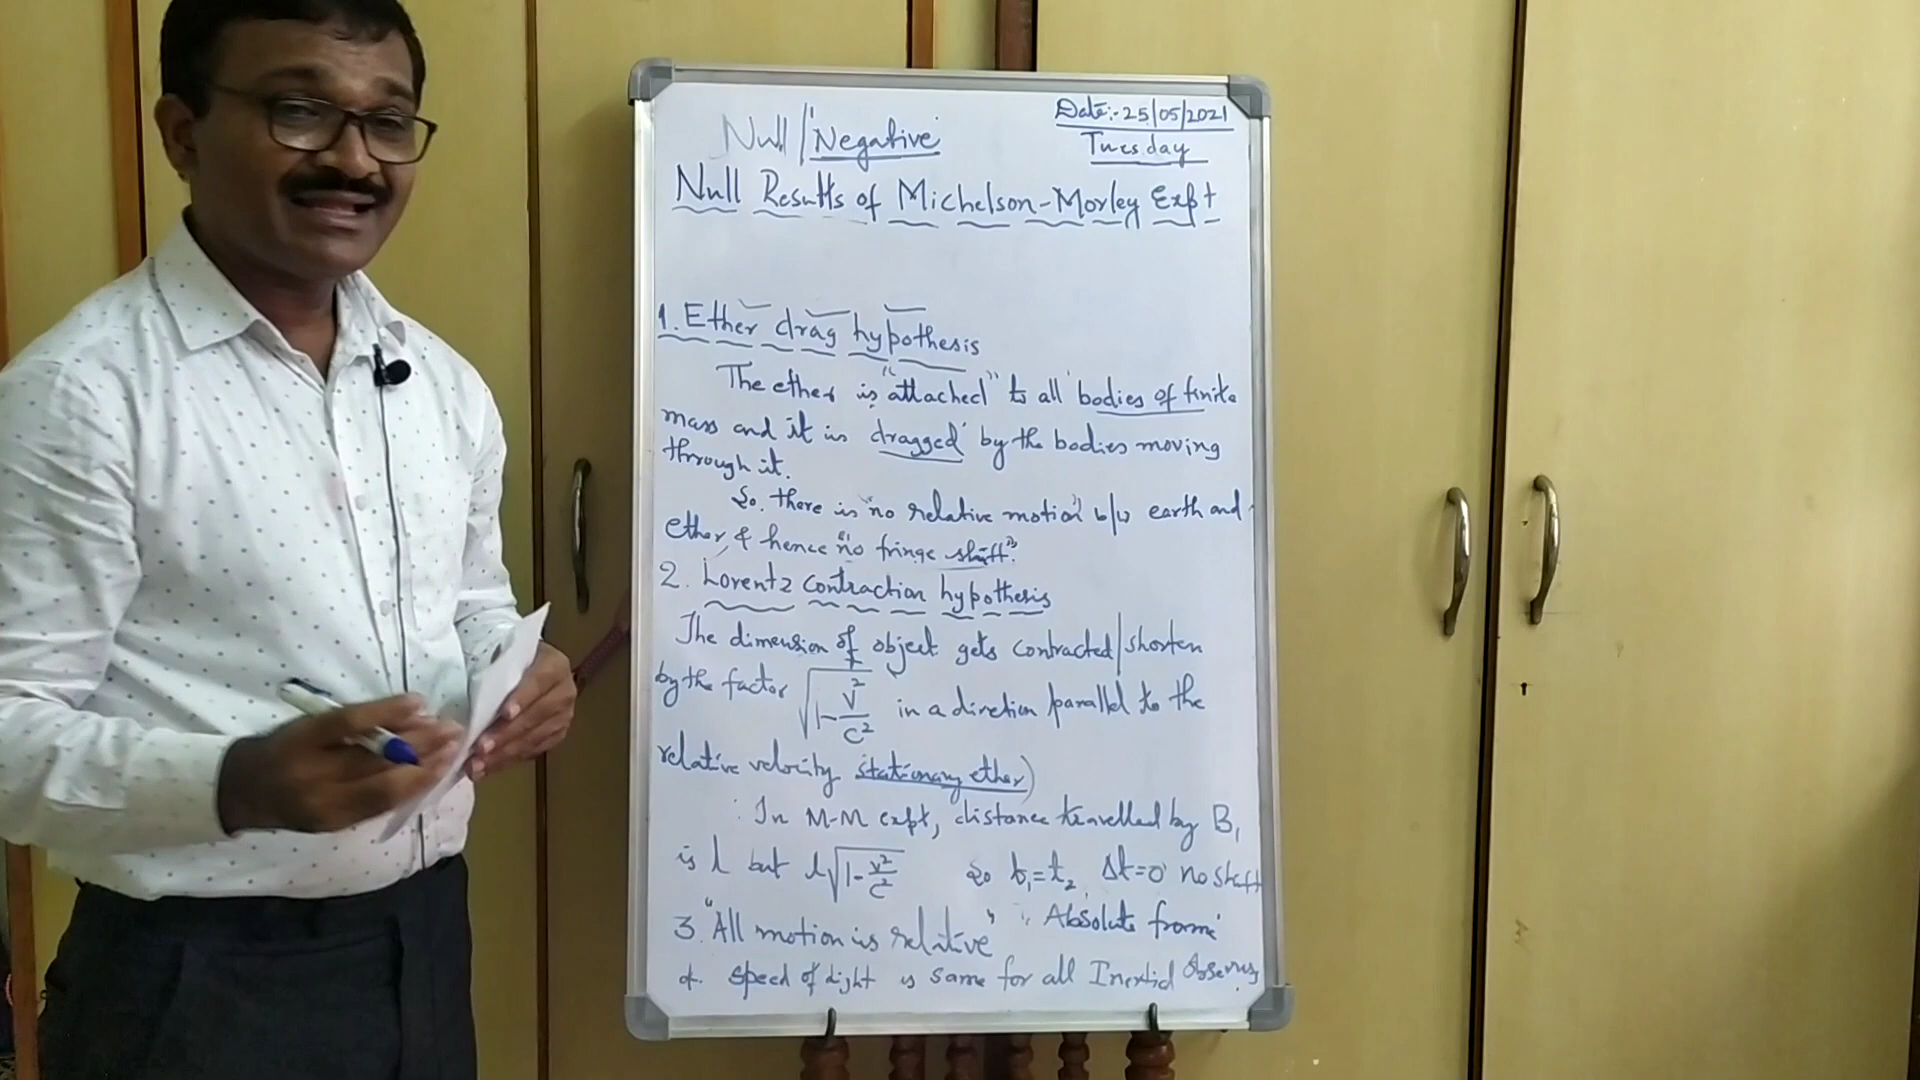 Null/"Negative"
Date:- 25/05/2021
Tuesday
Null Results of Michelson-Morley Expt
1. Ether drag hypothesis
The ether is "attached" to all bodies of finite
mass and it is dragged by the bodies moving
through it.
So. there is "no relative motion" b/w earth and
ether, & hence "no fringe shift".
2. Lorentz contraction hypothesis
The dimension of object gets contracted/shorten
by the factor √1-v²/c² in a diretion parallel to the
relative velocity stationary ether)
In M-M expt, distance travelled by B₁
is l but l√1-v²/c² so t₁=t₂, Δt=0 no shift
3. "All motion is relative" "Absolute frame"
speed of light is same for all Inertial Observers